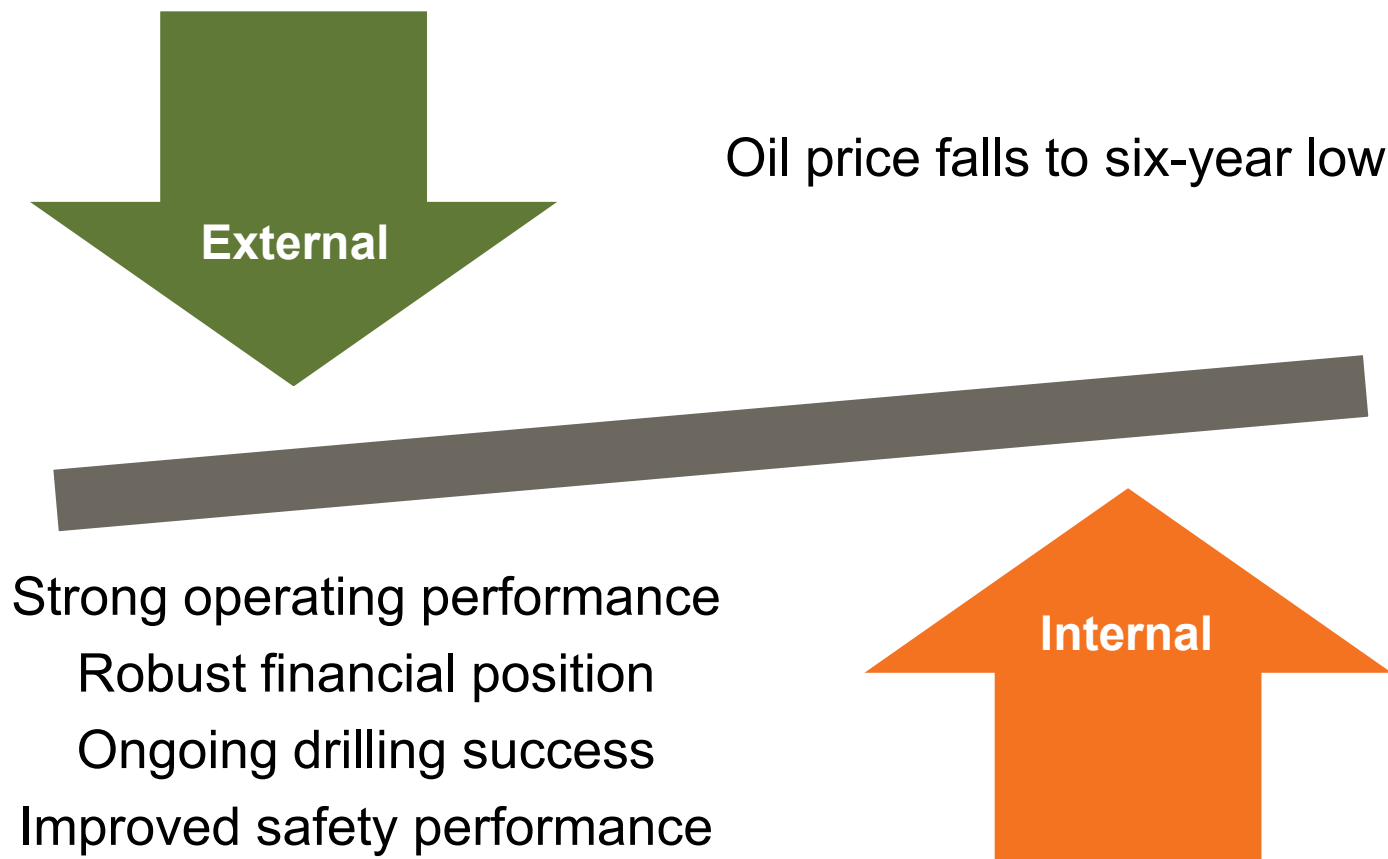 External
Oil price falls to six-year low
Strong operating performance
Robust financial position
Ongoing drilling success
Improved safety performance
Internal